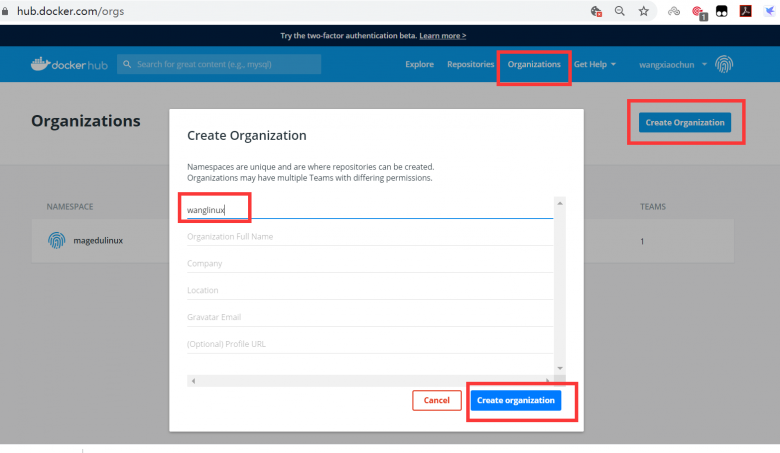 hub.docker.com/orgs
1
Try the two-factor authentication beta. Learn more >
dockerhub
Search for great content (e.g., mysql)
Explore Repositories Organizations Get Help wangxiaochun
Organizations
Create Organization
Create Organization
Namespaces are unique and are where repositories can be created.
Organizations may have multiple Teams with differing permissions.
wanglinux
NAMESPACE
TEAMS
Organization Full Name
magedulinux
1
Company
Location
Gravatar Email
(Optional) Profile URL
Cancel
Create organization